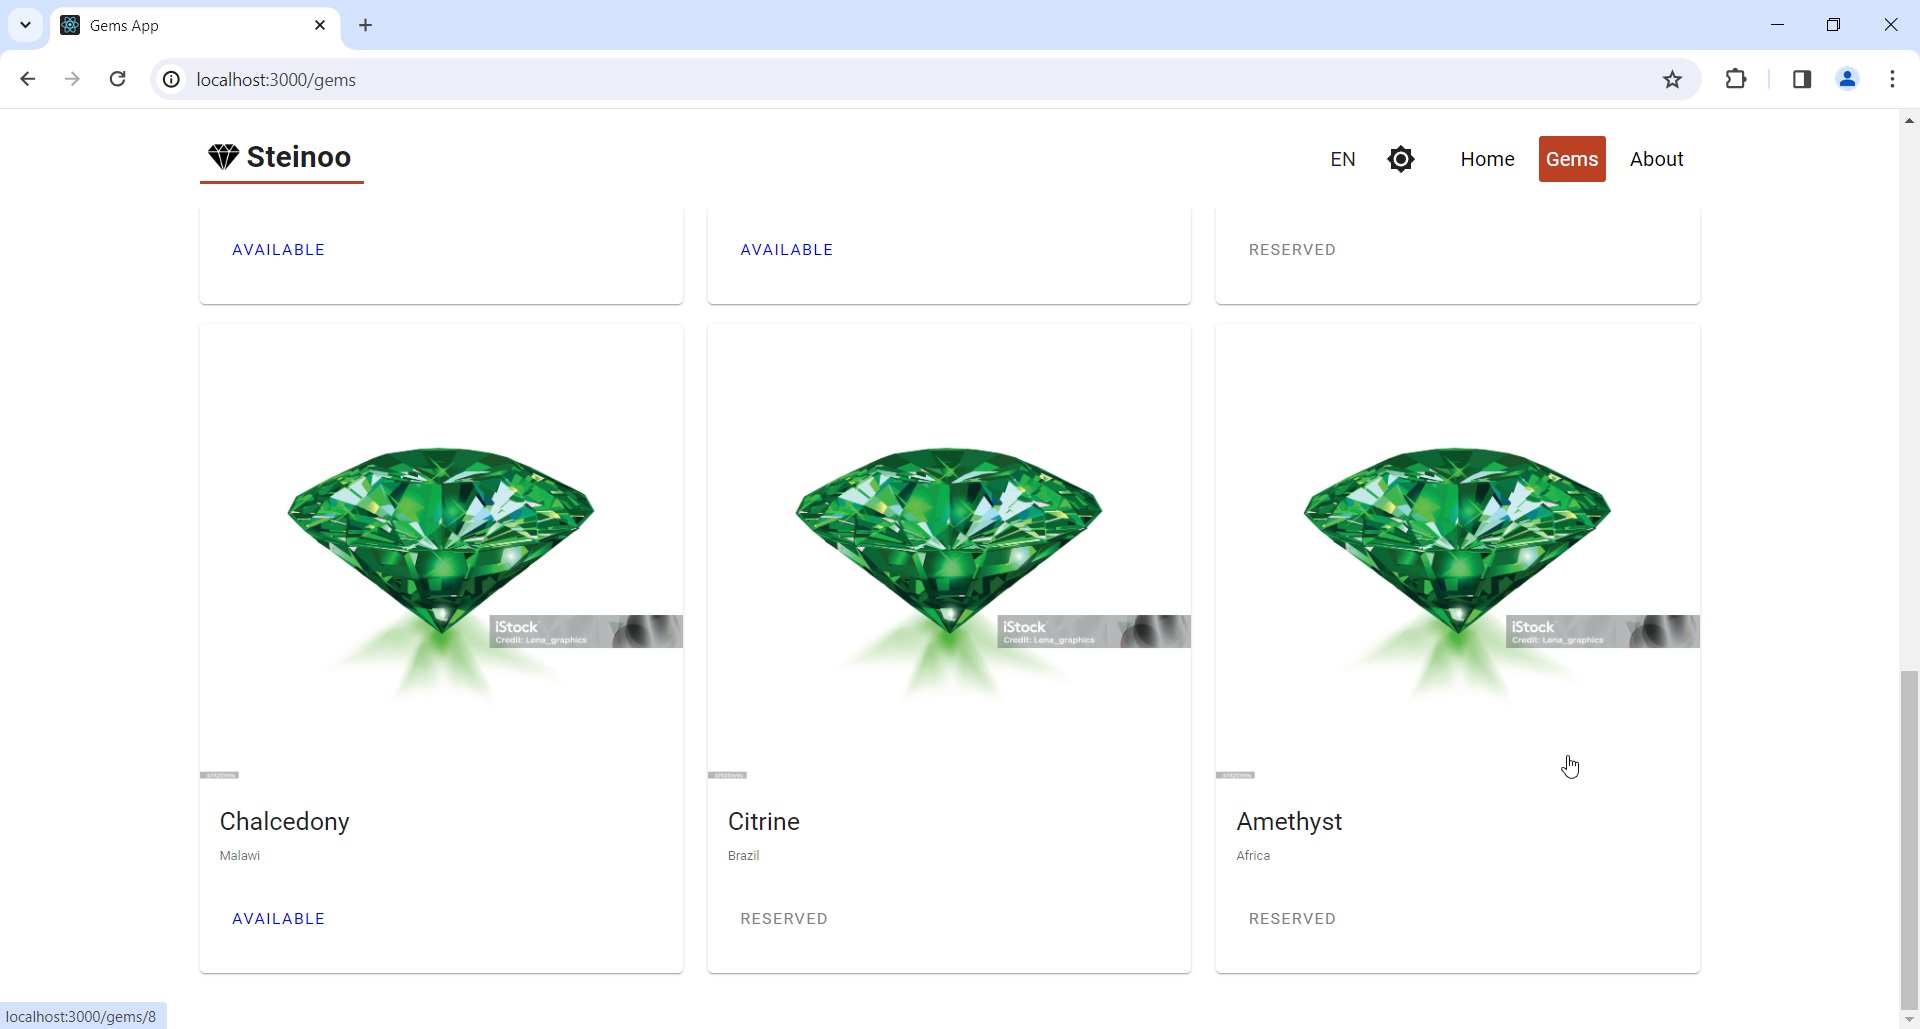 Gems App
localhost:3000/gems
Steinoo
EN
Home
Gems
About
AVAILABLE
AVAILABLE
RESERVED
iStock
Credit: Lena_graphics
iStock
Credit: Lena_graphics
iStock
Credit: Lena_graphics
Chalcedony
Malawi
AVAILABLE
Citrine
Brazil
RESERVED
Amethyst
Africa
RESERVED
localhost:3000/gems/8